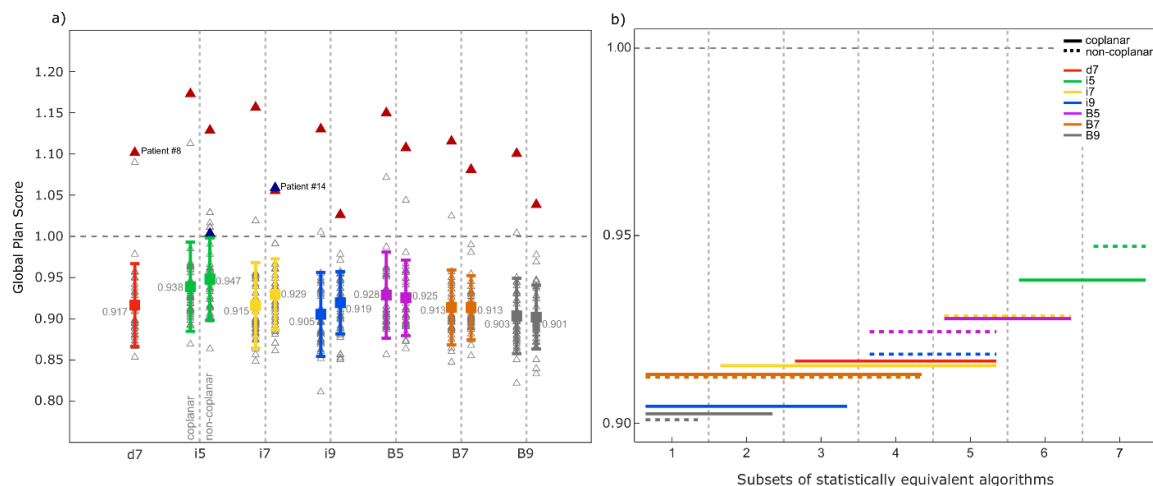 a)
Global Plan Score
1.20
1.15
1.10
1.05
1.00
0.95
0.90
0.85
0.80
Patient #8
Patient #14
0.917
0.938
0.947
0.915
0.929
0.905
0.919
0.928
0.925
0.913
0.913
0.903
0.901
coplanar
non-coplanar
d7
i5
i7
i9
B5
B7
B9
b)
1.00
0.95
0.90
coplanar
non-coplanar
d7
i5
i7
i9
B5
B7
B9
1
2
3
4
5
6
7
Subsets of statistically equivalent algorithms